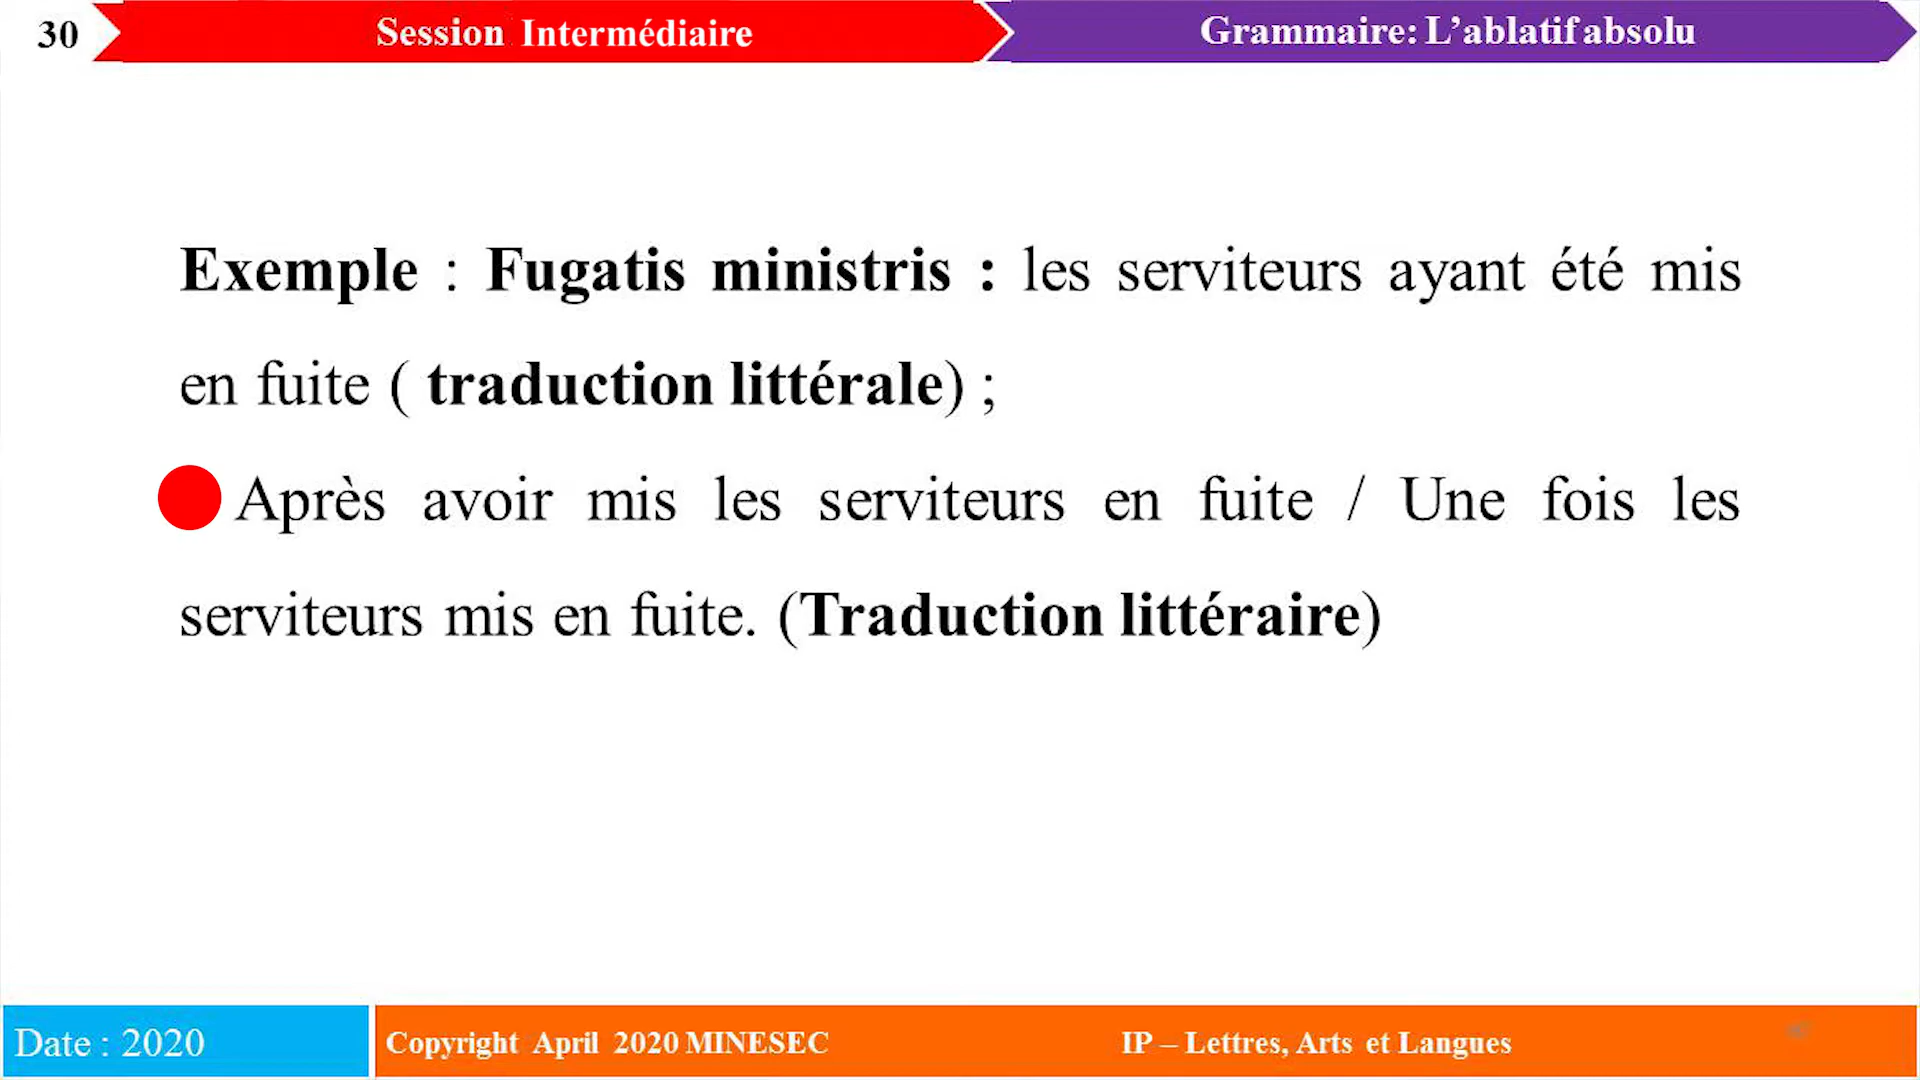 30
Session Intermédiaire
Grammaire: L’ablatif absolu
Exemple : Fugatis ministris : les serviteurs ayant été mis
en fuite ( traduction littérale) ;
Après avoir mis les serviteurs en fuite / Une fois les
serviteurs mis en fuite. (Traduction littéraire)
Date : 2020
Copyright April 2020 MINESEC
IP – Lettres, Arts et Langues